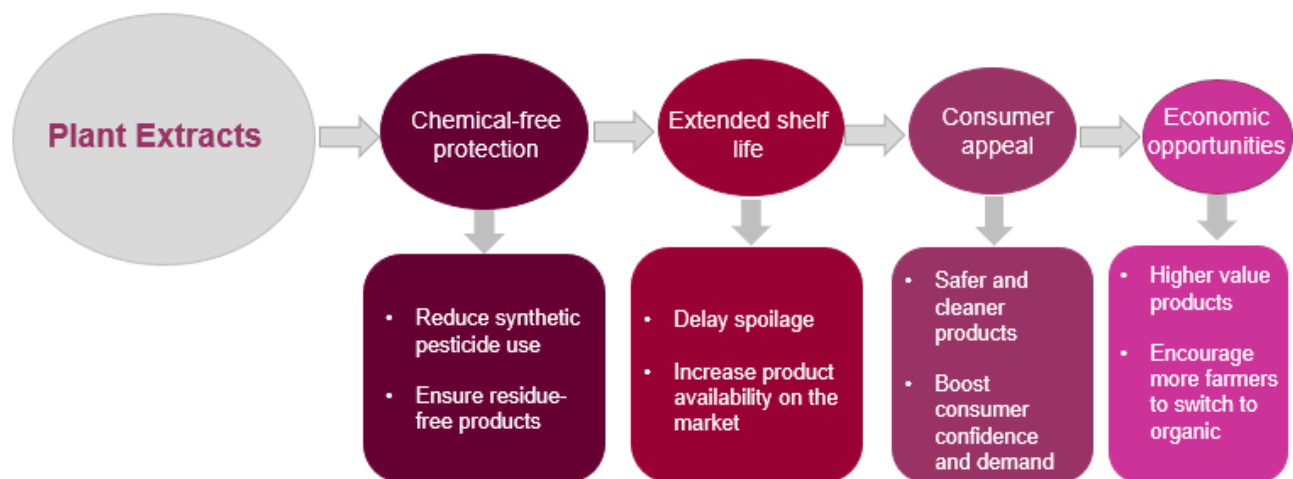 Plant Extracts
Chemical-free
protection
Extended shelf
life
Consumer
appeal
Economic
opportunities
• Reduce synthetic
pesticide use
• Ensure residue-
free products
• Delay spoilage
• Increase product
availability on the
market
• Safer and
cleaner
products
• Boost
consumer
confidence
and demand
• Higher value
products
• Encourage
more farmers
to switch to
organic